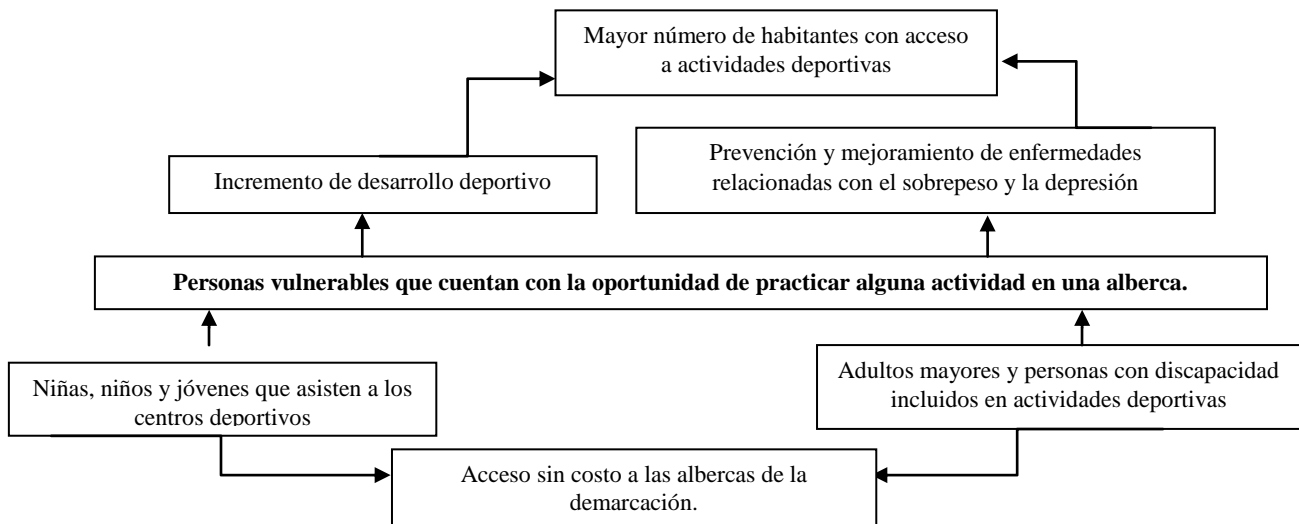 Mayor número de habitantes con acceso
a actividades deportivas
Incremento de desarrollo deportivo
Prevención y mejoramiento de enfermedades
relacionadas con el sobrepeso y la depresión
Personas vulnerables que cuentan con la oportunidad de practicar alguna actividad en una alberca.
Niñas, niños y jóvenes que asisten a los
centros deportivos
Adultos mayores y personas con discapacidad
incluidos en actividades deportivas
Acceso sin costo a las albercas de la
demarcación.